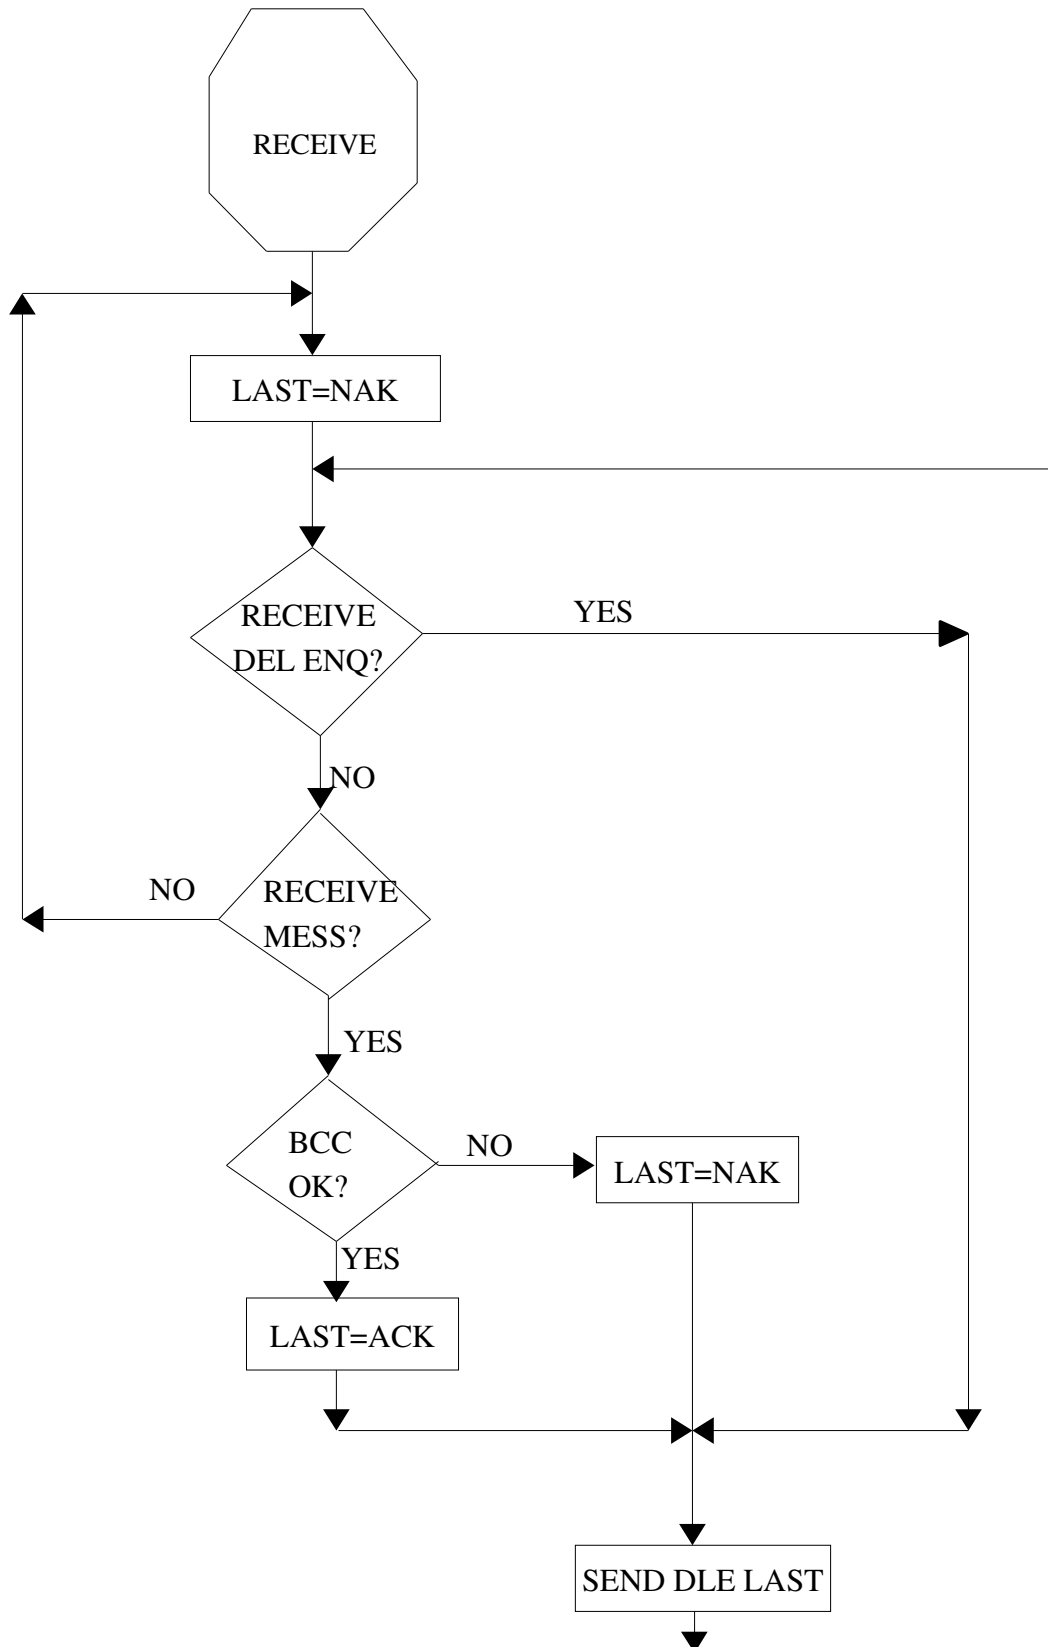 RECEIVE
LAST=NAK
RECEIVE
DEL ENQ?
YES
NO
NO
RECEIVE
MESS?
YES
BCC
OK?
NO
LAST=NAK
YES
LAST=ACK
SEND DLE LAST